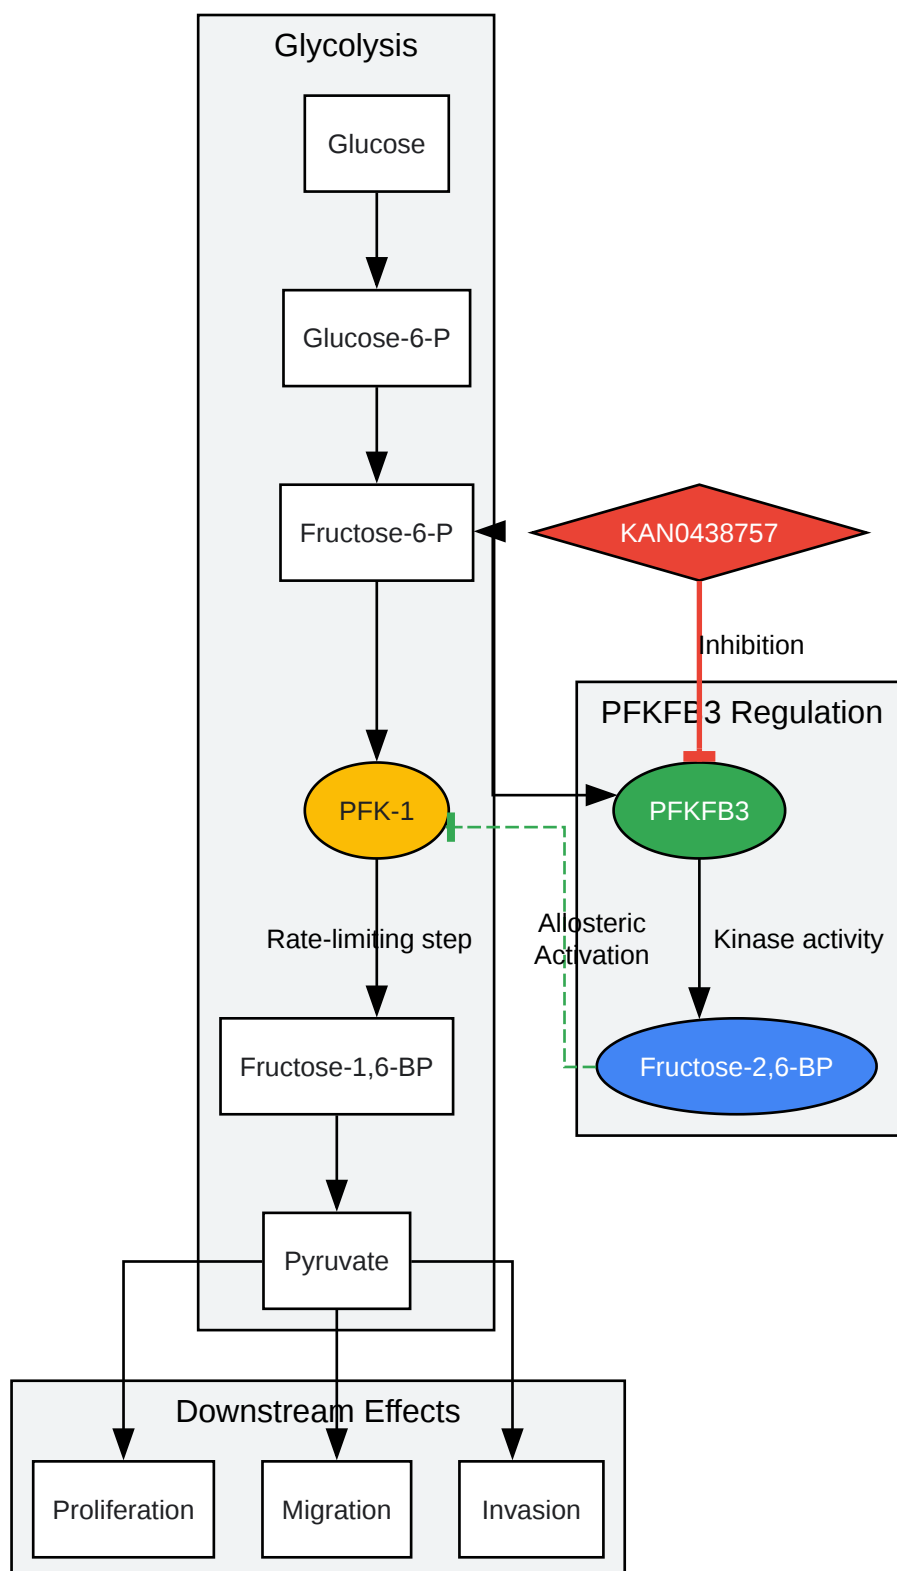 Glycolysis
Glucose
Glucose-6-P
Fructose-6-P
KAN0438757
Inhibition
PFKFB3 Regulation
PFK-1
PFKFB3
Rate-limiting step
Allosteric
Activation
Kinase activity
Fructose-1,6-BP
Fructose-2,6-BP
Pyruvate
Downstream Effects
Proliferation
Migration
Invasion